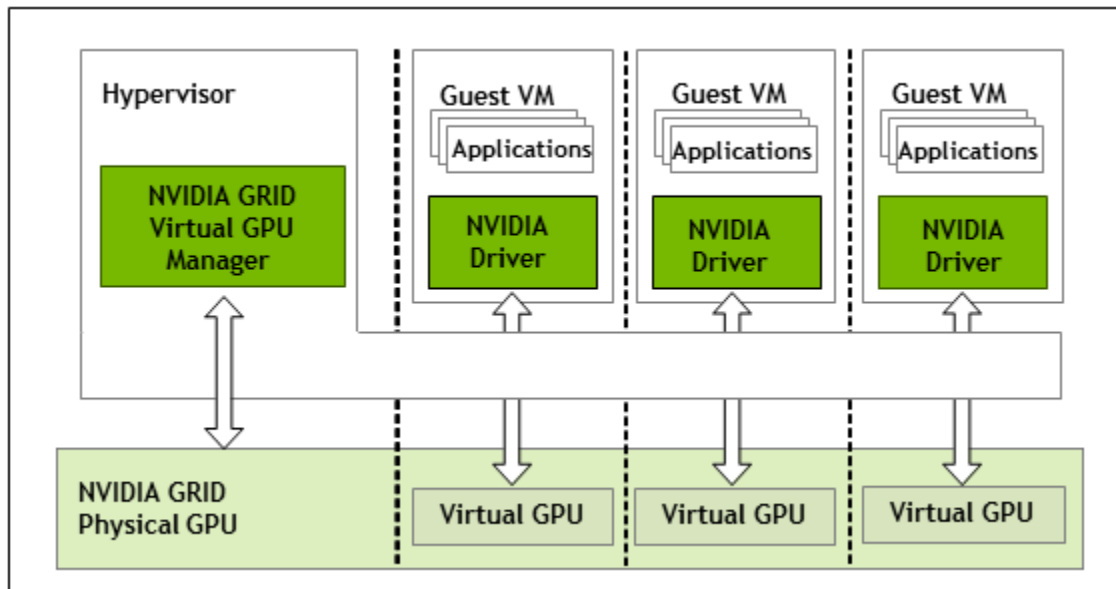 Hypervisor
NVIDIA GRID
Virtual GPU
Manager
Guest VM
Applications
NVIDIA
Driver
Guest VM
Applications
NVIDIA
Driver
Guest VM
Applications
NVIDIA
Driver
NVIDIA GRID
Physical GPU
Virtual GPU
Virtual GPU
Virtual GPU